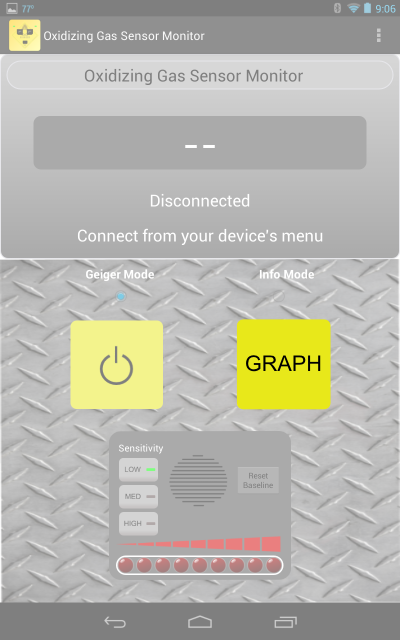 77°
9:06
Oxidizing Gas Sensor Monitor
Oxidizing Gas Sensor Monitor
--
Disconnected
Connect from your device's menu
Geiger Mode
Info Mode
GRAPH
Sensitivity
LOW
MED
HIGH
Reset
Baseline